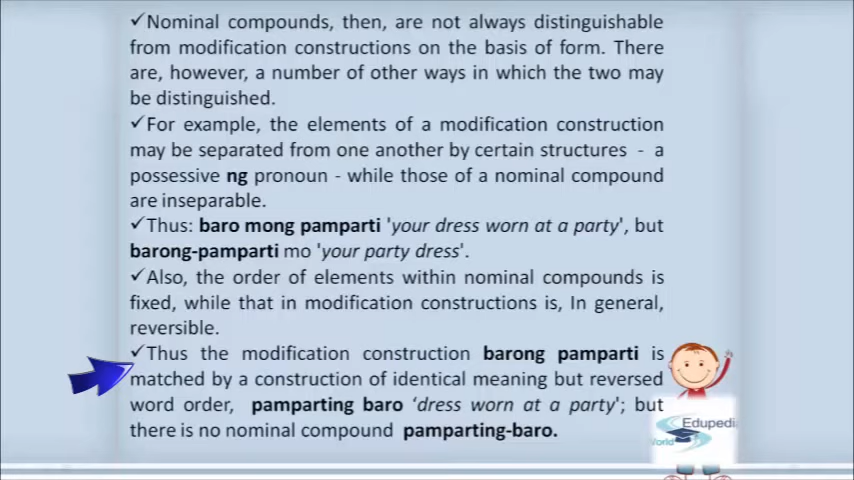 ✓Nominal compounds, then, are not always distinguishable
from modification constructions on the basis of form. There
are, however, a number of other ways in which the two may
be distinguished.
✓For example, the elements of a modification construction
may be separated from one another by certain structures - a
possessive ng pronoun - while those of a nominal compound
are inseparable.
✓Thus: baro mong pamparti 'your dress worn at a party', but
barong-pamparti mo 'your party dress'.
✓Also, the order of elements within nominal compounds is
fixed, while that in modification constructions is, In general,
reversible.
✓Thus the modification construction barong pamparti is
matched by a construction of identical meaning but reversed
word order, pamparting baro ‘dress worn at a party'; but
there is no nominal compound pamparting-baro.
Edupedia
World